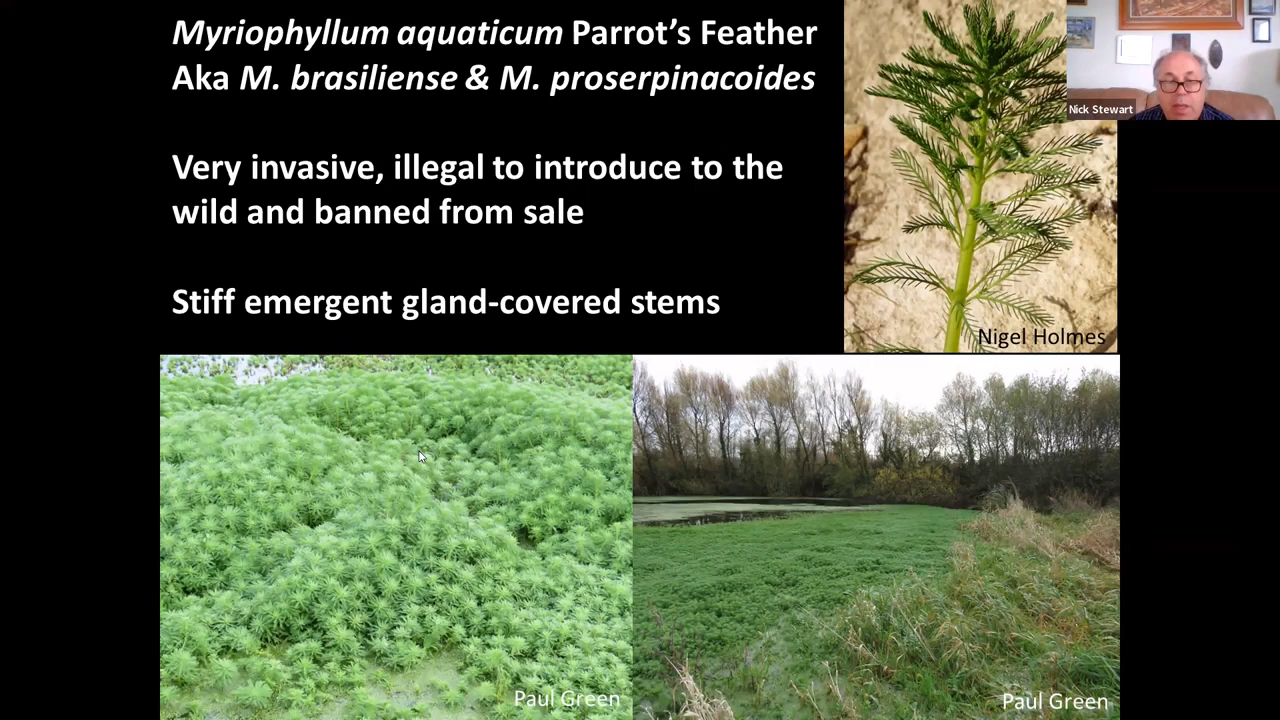 Myriophyllum aquaticum Parrot's Feather
Aka M. brasiliense & M. proserpinacoides
Very invasive, illegal to introduce to the
wild and banned from sale
Stiff emergent gland-covered stems
Nigel Holmes
Nick Stewart
Paul Green
Paul Green